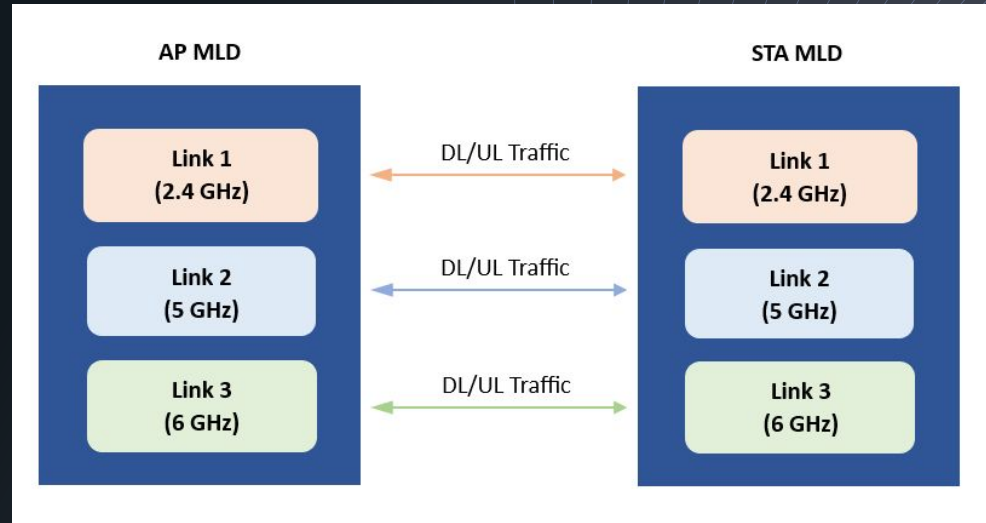 AP MLD
STA MLD
Link 1
(2.4 GHz)
DL/UL Traffic
Link 1
(2.4 GHz)
Link 2
(5 GHz)
DL/UL Traffic
Link 2
(5 GHz)
Link 3
(6 GHz)
DL/UL Traffic
Link 3
(6 GHz)